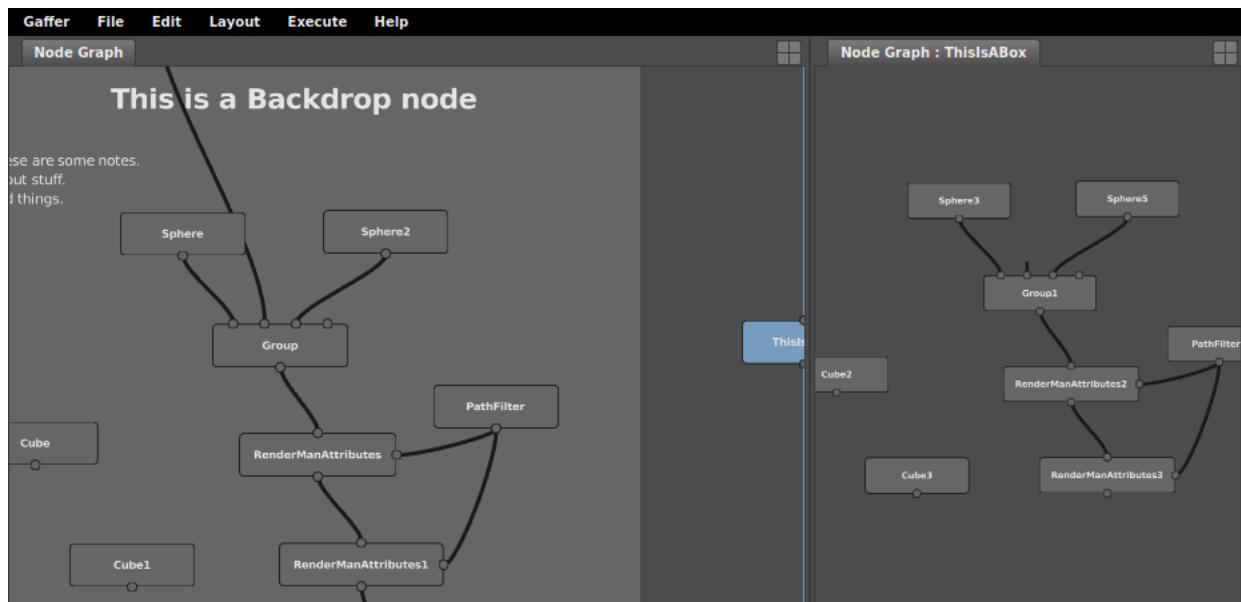 Gaffer File Edit Layout Execute Help
Node Graph
This is a Backdrop node
ese are some notes.
out stuff.
d things.
Sphere
Sphere2
Group
ThisIs
PathFilter
Cube
RenderManAttributes
Cube1
RenderManAttributes1
Node Graph : ThisIsABox
Sphere3
Sphere5
Group1
PathFilter
Cube2
RenderManAttributes2
Cube3
RenderManAttributes3